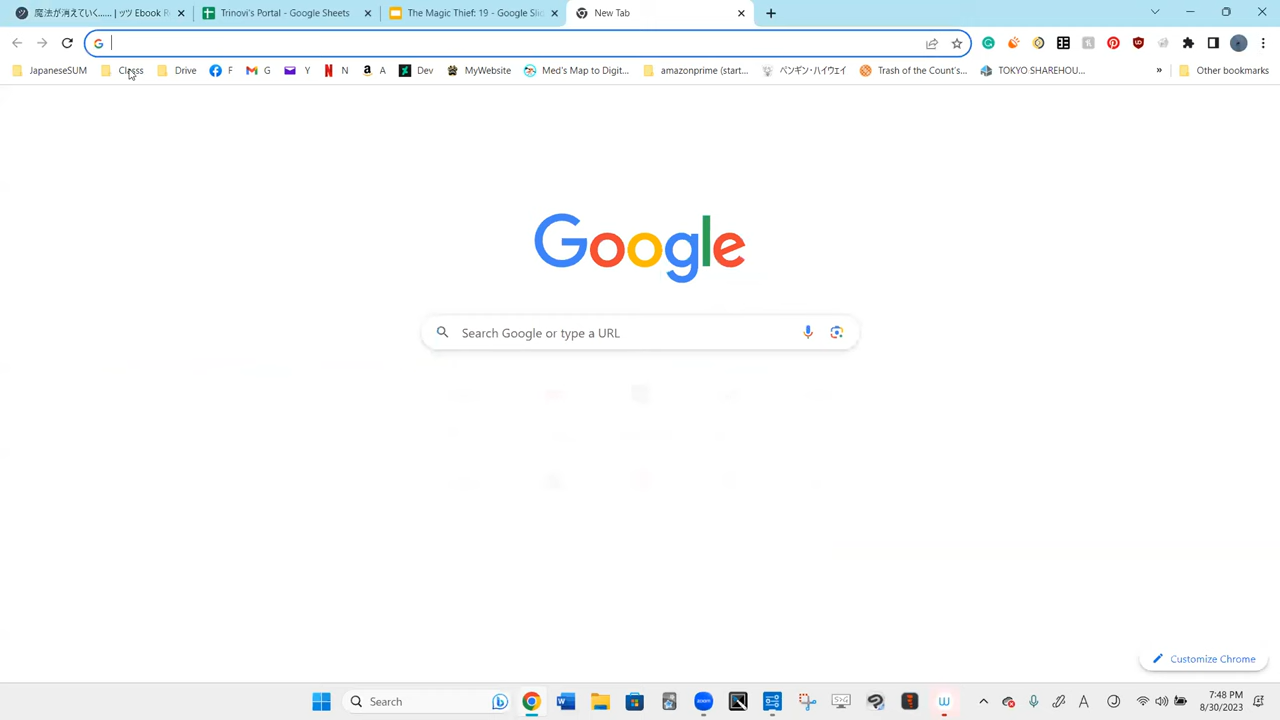 魔法が消えていく…… | ッツ Ebook R
Trinovi's Portal - Google Sheets
The Magic Thief: 19 - Google Sli
New Tab
JapaneseSUM
Classs
Drive
F
G
Y
N
A
Dev
MyWebsite
Med's Map to Digit...
amazonprime (start...
ペンギン・ハイウェイ
Trash of the Count's...
TOKYO SHAREHOU...
Other bookmarks
Google
Search Google or type a URL
Customize Chrome
Search
7:48 PM
8/30/2023